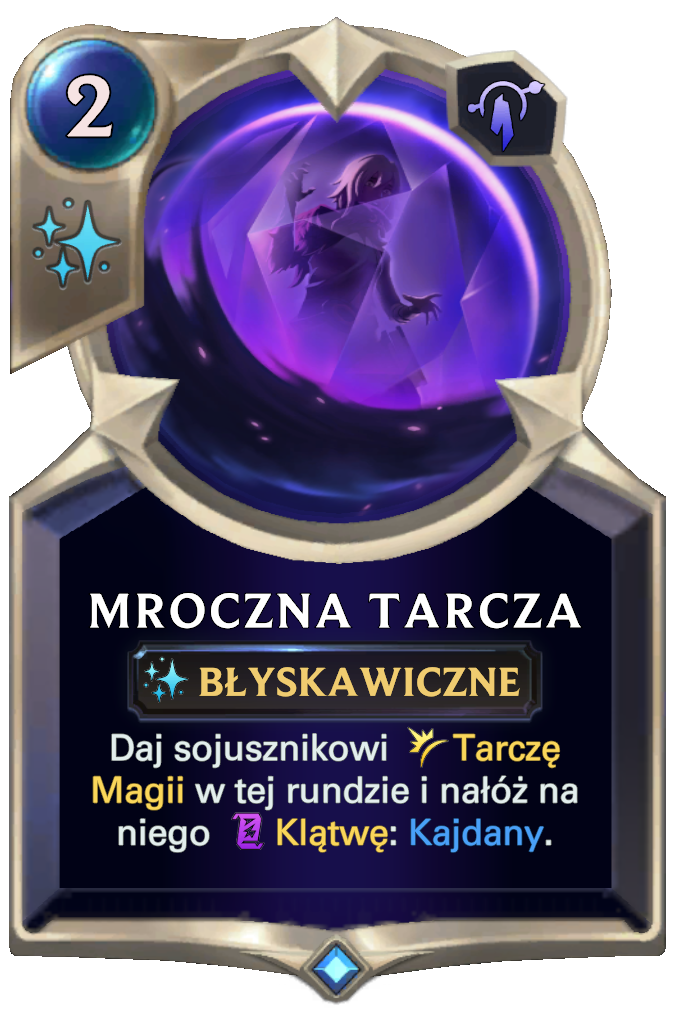 2
MROCZNA TARCZA
BŁYSKAWICZNE
Daj sojusznikowi Tarczę
Magii w tej rundzie i nałóż na
niego Klątwę: Kajdany.